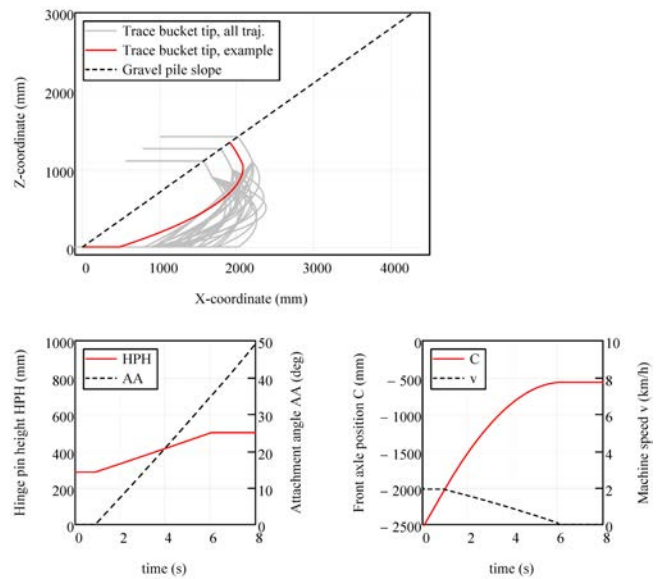 3000
2000
1000
0
Z-coordinate (mm)
Trace bucket tip, all traj.
Trace bucket tip, example
Gravel pile slope
0 1000 2000 3000 4000
X-coordinate (mm)
1000
800
600
400
200
0
Hinge pin height HPH (mm)
HPH
AA
50
40
30
20
10
0
Attachment angle AA (deg)
0 2 4 6 8
time (s)
0
− 500
− 1000
− 1500
− 2000
− 2500
Front axle position C (mm)
C
v
10
8
6
4
2
0
Machine speed v (km/h)
0 2 4 6 8
time (s)